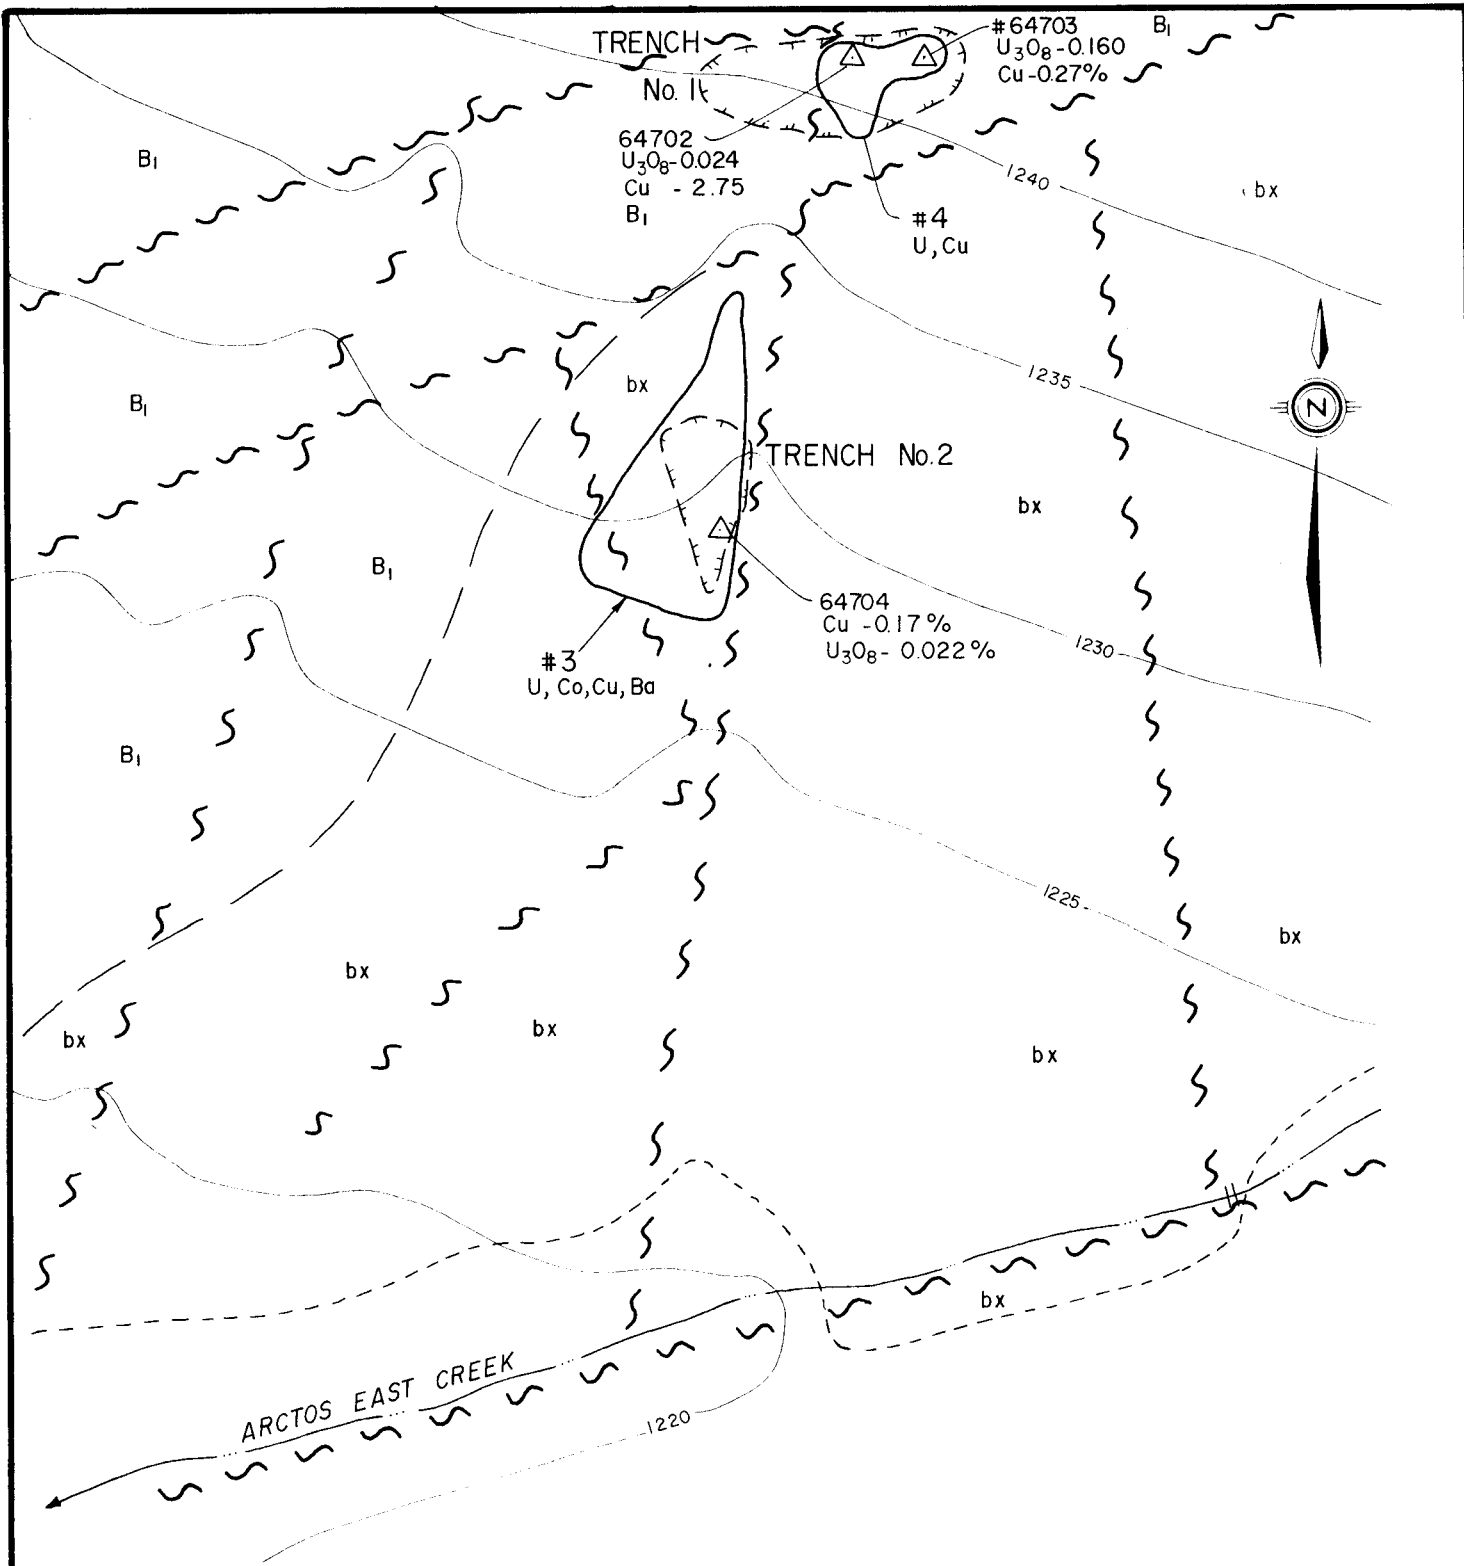 TRENCH
No. 1
#64703
U₃O₈-0.160
Cu-0.27%
B₁
64702
U₃O₈-0.024
Cu - 2.75
B₁
B₁
#4
U, Cu
1240
bx
1235
N
bx
B₁
TRENCH No.2
bx
B₁
64704
Cu -0.17%
U₃O₈- 0.022%
#3
U, Co, Cu, Ba
1230
B₁
1225
bx
bx
bx
bx
bx
bx
ARCTOS EAST CREEK
1220